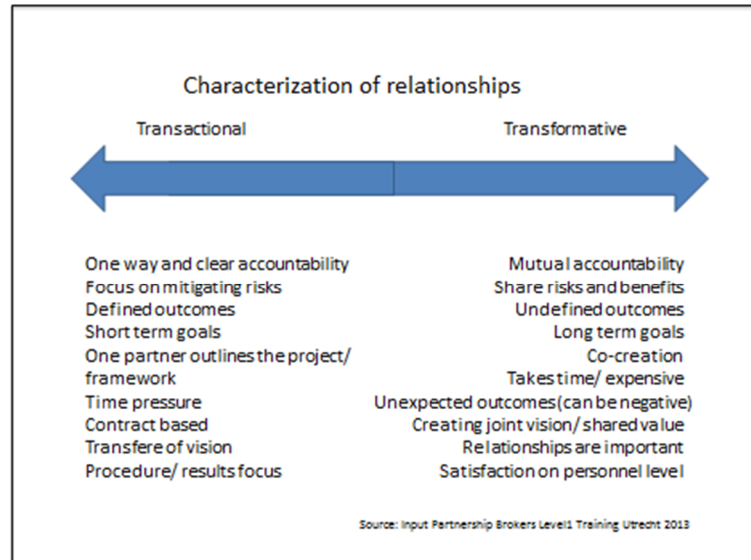 Characterization of relationships
Transactional
Transformative
One way and clear accountability
Focus on mitigating risks
Defined outcomes
Short term goals
One partner outlines the project/
framework
Time pressure
Contract based
Transfere of vision
Procedure/ results focus
Mutual accountability
Share risks and benefits
Undefined outcomes
Long term goals
Co-creation
Takes time/ expensive
Unexpected outcomes(can be negative)
Creating joint vision/ shared value
Relationships are important
Satisfaction on personnel level
Source: Input Partnership Brokers Level1 Training Utrecht 2013